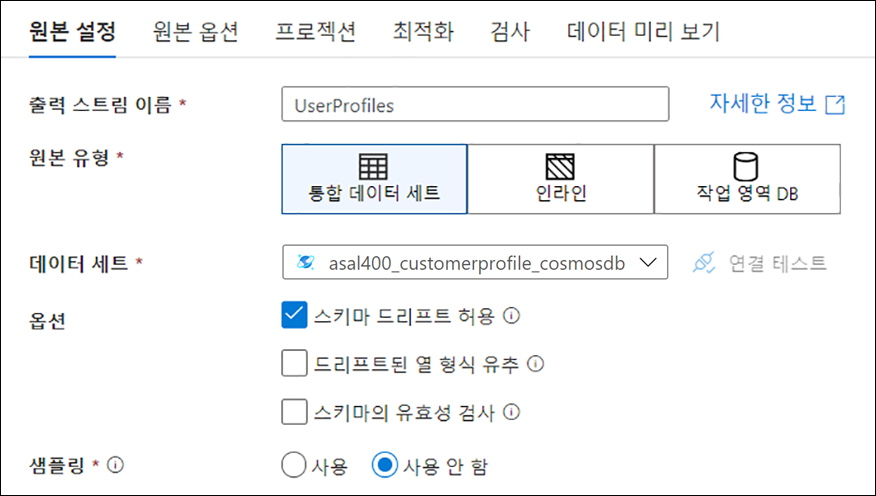 원본 설정 원본 옵션 프로젝션 최적화 검사 데이터 미리 보기
출력 스트림 이름 * UserProfiles 자세한 정보
원본 유형 * 통합 데이터 세트 인라인 작업 영역 DB
데이터 세트 * asal400_customerprofile_cosmosdb 연결 테스트
옵션 스키마 드리프트 허용
드리프트된 열 형식 유추
스키마의 유효성 검사
샘플링 * 사용 사용 안 함